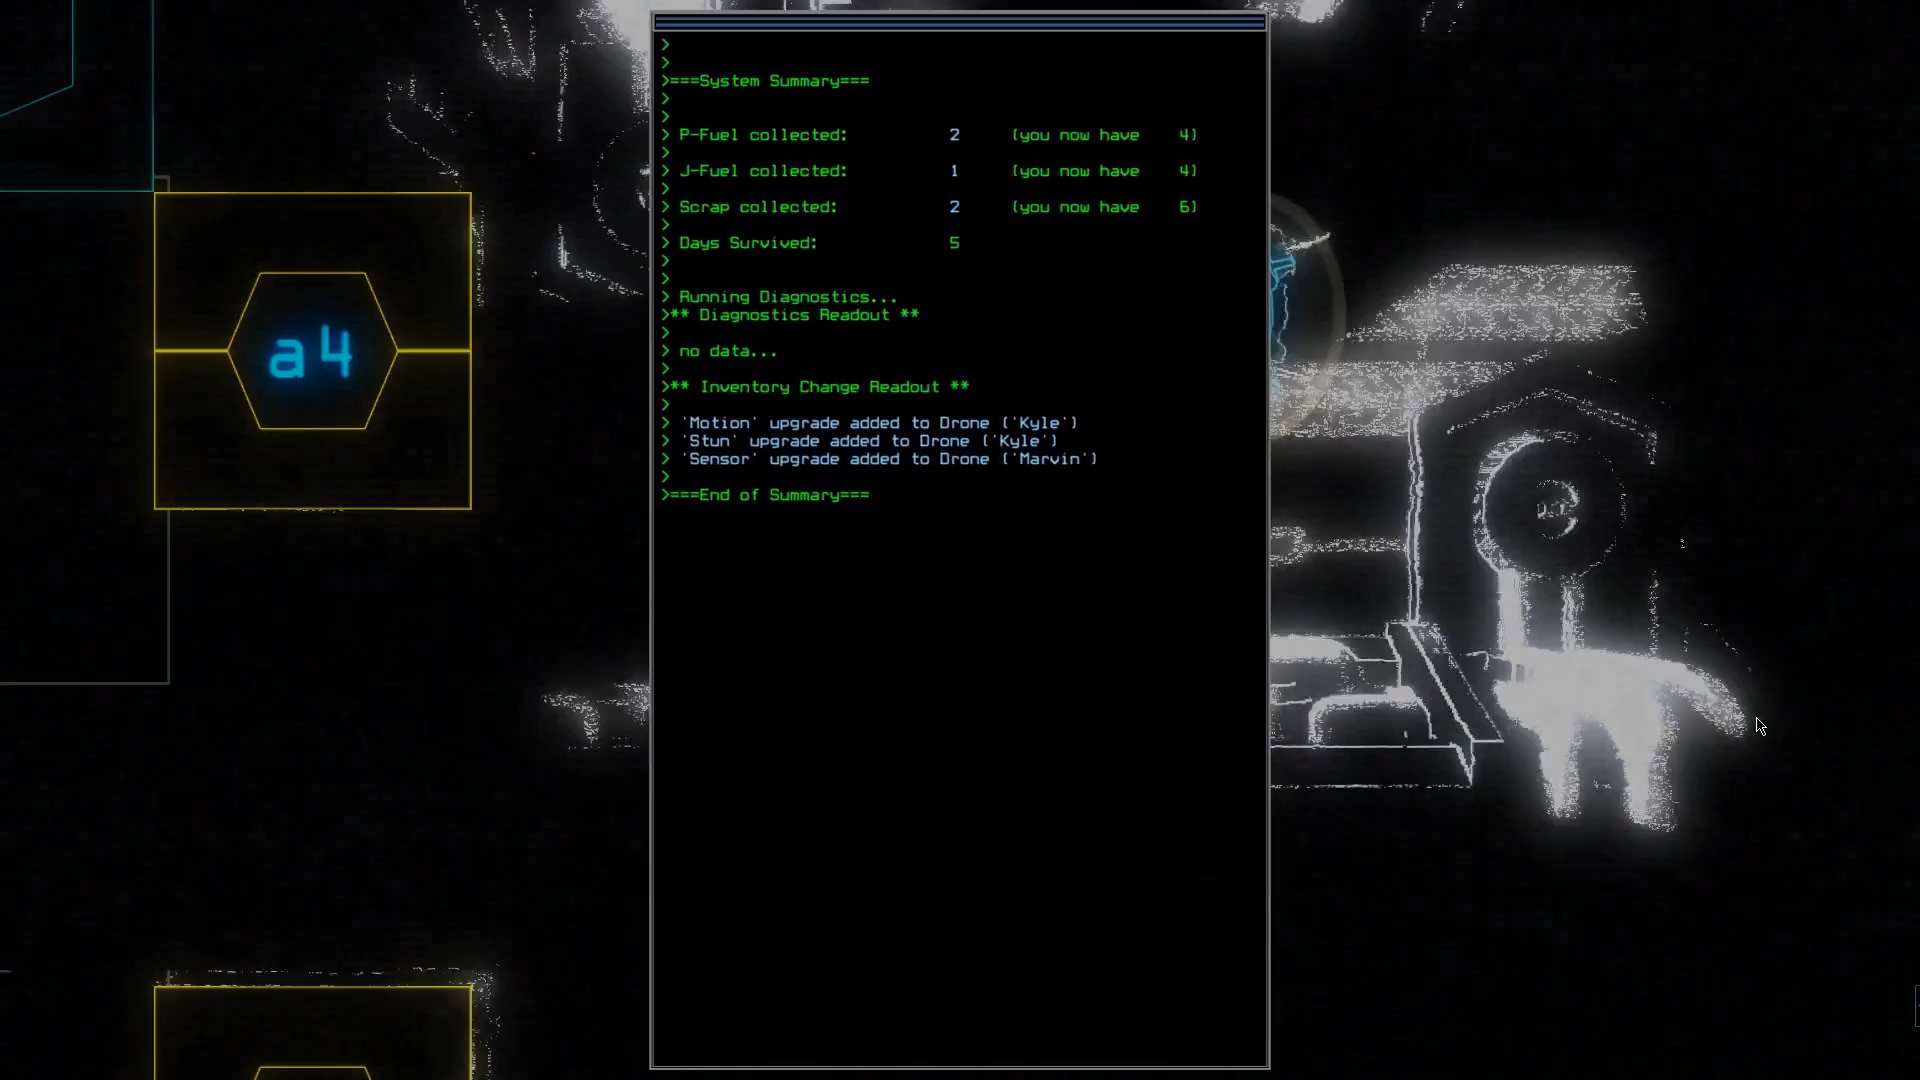 >
>
>===System Summary===
>
>
> P-Fuel collected: 2 (you now have 4)
>
> J-Fuel collected: 1 (you now have 4)
>
> Scrap collected: 2 (you now have 6)
>
> Days Survived: 5
>
>
> Running Diagnostics...
>** Diagnostics Readout **
>
> no data...
>
>** Inventory Change Readout **
>
> 'Motion' upgrade added to Drone ('Kyle')
> 'Stun' upgrade added to Drone ('Kyle')
> 'Sensor' upgrade added to Drone ('Marvin')
>
>===End of Summary===
a4